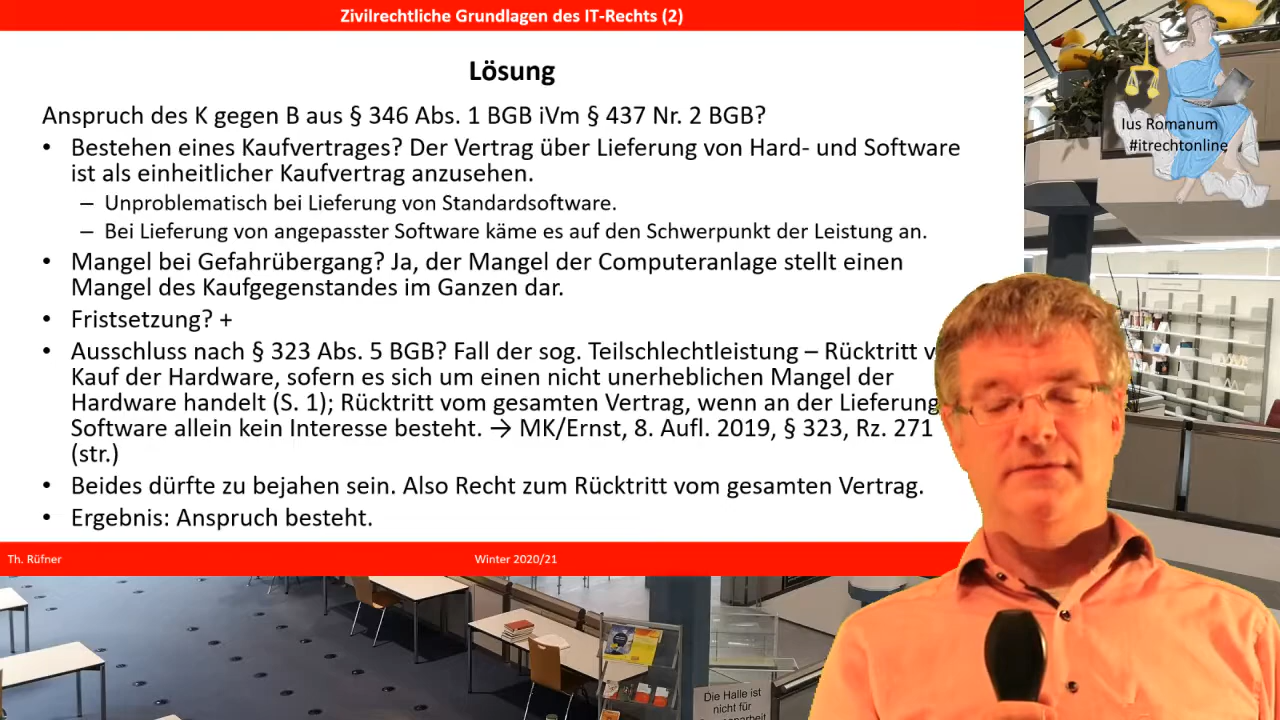 Zivilrechtliche Grundlagen des IT-Rechts (2)
Lösung
Anspruch des K gegen B aus § 346 Abs. 1 BGB iVm § 437 Nr. 2 BGB?
• Bestehen eines Kaufvertrages? Der Vertrag über Lieferung von Hard- und Software
ist als einheitlicher Kaufvertrag anzusehen.
– Unproblematisch bei Lieferung von Standardsoftware.
– Bei Lieferung von angepasster Software käme es auf den Schwerpunkt der Leistung an.
• Mangel bei Gefahrübergang? Ja, der Mangel der Computeranlage stellt einen
Mangel des Kaufgegenstandes im Ganzen dar.
• Fristsetzung? +
• Ausschluss nach § 323 Abs. 5 BGB? Fall der sog. Teilschlechtleistung – Rücktritt
Kauf der Hardware, sofern es sich um einen nicht unerheblichen Mangel der
Hardware handelt (S. 1); Rücktritt vom gesamten Vertrag, wenn an der Lieferung
Software allein kein Interesse besteht. → MK/Ernst, 8. Aufl. 2019, § 323, Rz. 271
(str.)
• Beides dürfte zu bejahen sein. Also Recht zum Rücktritt vom gesamten Vertrag.
• Ergebnis: Anspruch besteht.
Th. Rüfner
Winter 2020/21
Ius Romanum
#itrechtonline
Die Halle ist
nicht für